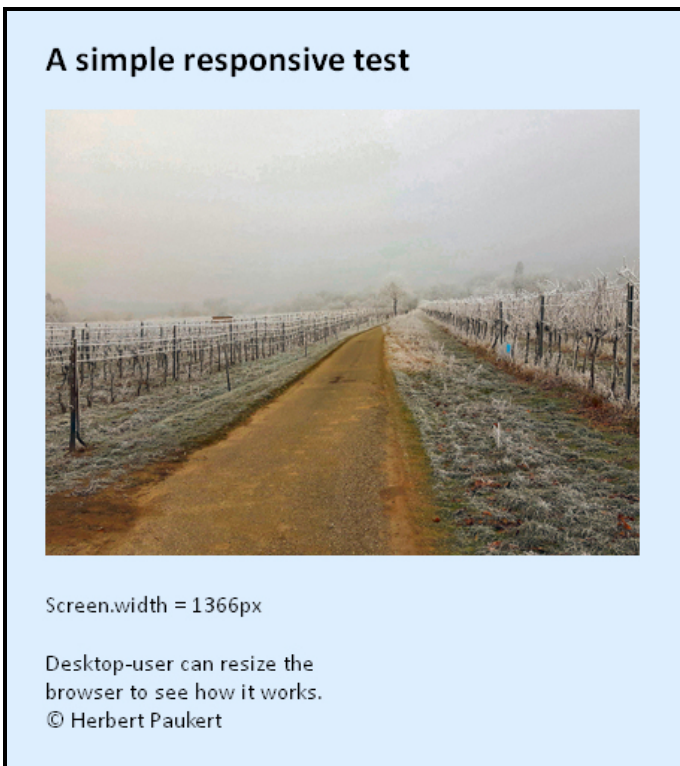 A simple responsive test
Screen.width = 1366px
Desktop-user can resize the
browser to see how it works.
© Herbert Paukert